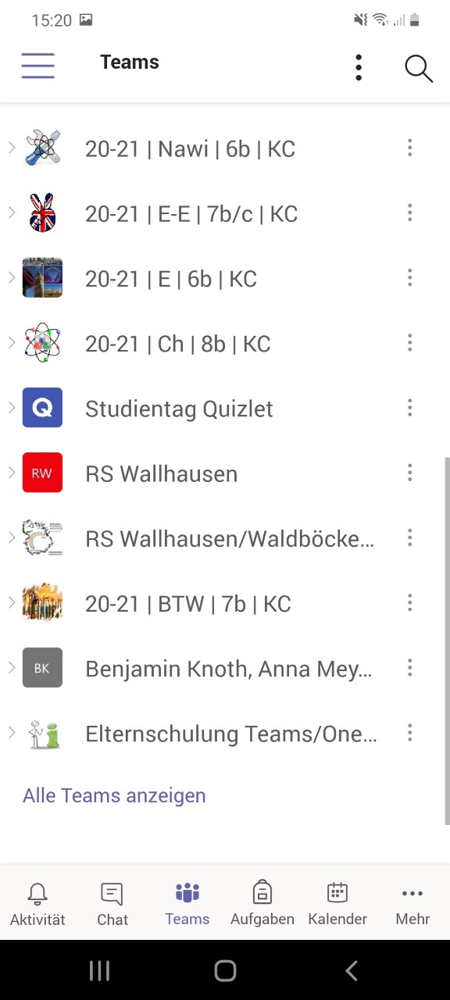 15:20
Teams
20-21 | Nawi | 6b | KC
20-21 | E-E | 7b/c | KC
20-21 | E | 6b | KC
20-21 | Ch | 8b | KC
Q
Studientag Quizlet
RW
RS Wallhausen
RS Wallhausen/Waldböcke...
20-21 | BTW | 7b | KC
BK
Benjamin Knoth, Anna Mey...
Elternschulung Teams/One...
Alle Teams anzeigen
Aktivität
Chat
Teams
Aufgaben
Kalender
Mehr